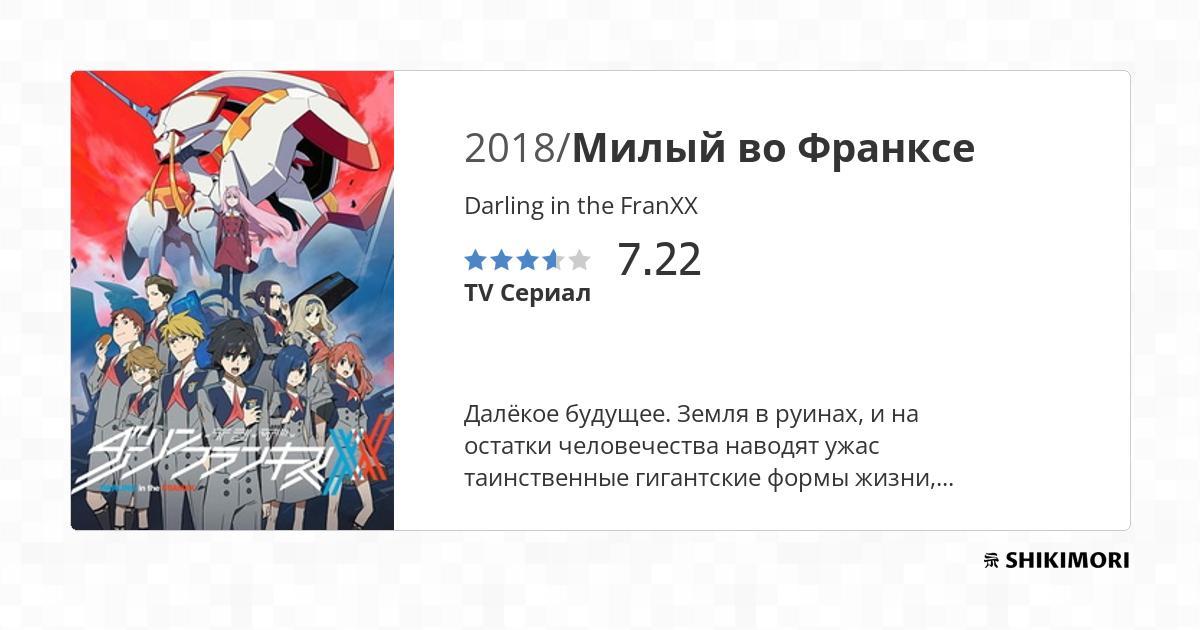 2018/Милый во Франксе
Darling in the FranXX
7.22
TV Сериал
Далёкое будущее. Земля в руинах, и на
остатки человечества наводят ужас
таинственные гигантские формы жизни,...
ダーリン・イン・ザ・フランキス
in the
SHIKIMORI